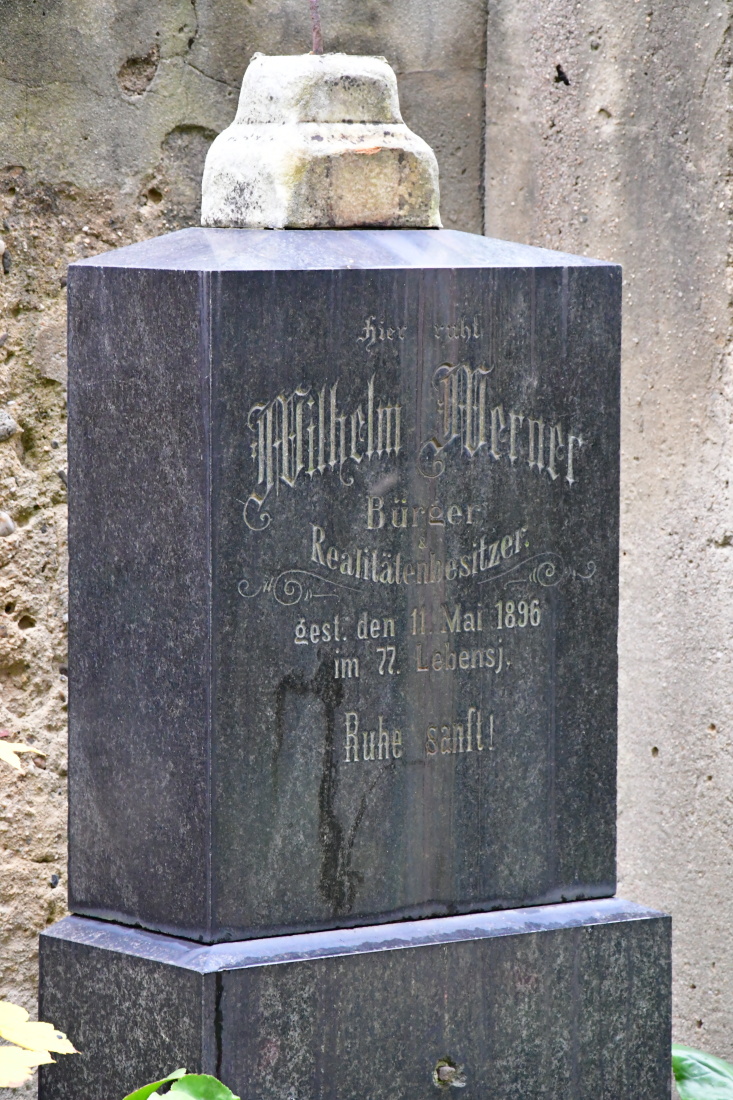 Hier ruht
Wilhelm Werner
Bürger
&
Realitätenbesitzer.
gest. den 11. Mai 1896
im 77. Lebensj.
Ruhe sanft!